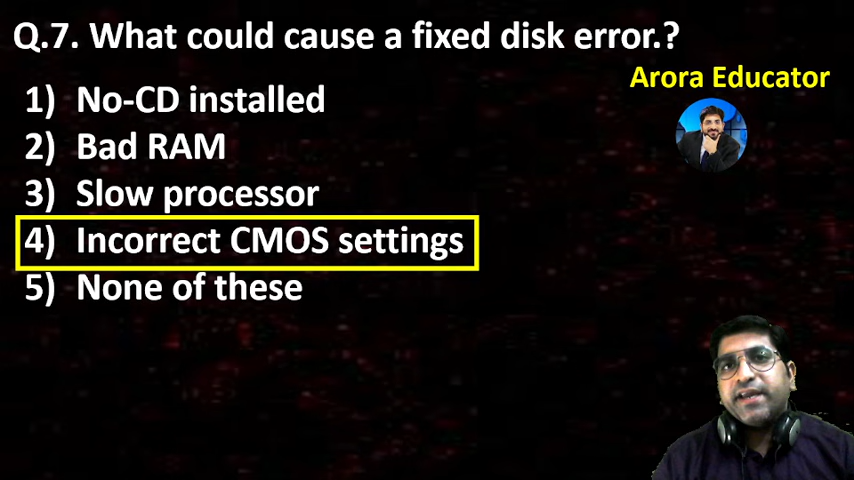 Q.7. What could cause a fixed disk error.?
Arora Educator
1) No-CD installed
2) Bad RAM
3) Slow processor
4) Incorrect CMOS settings
5) None of these